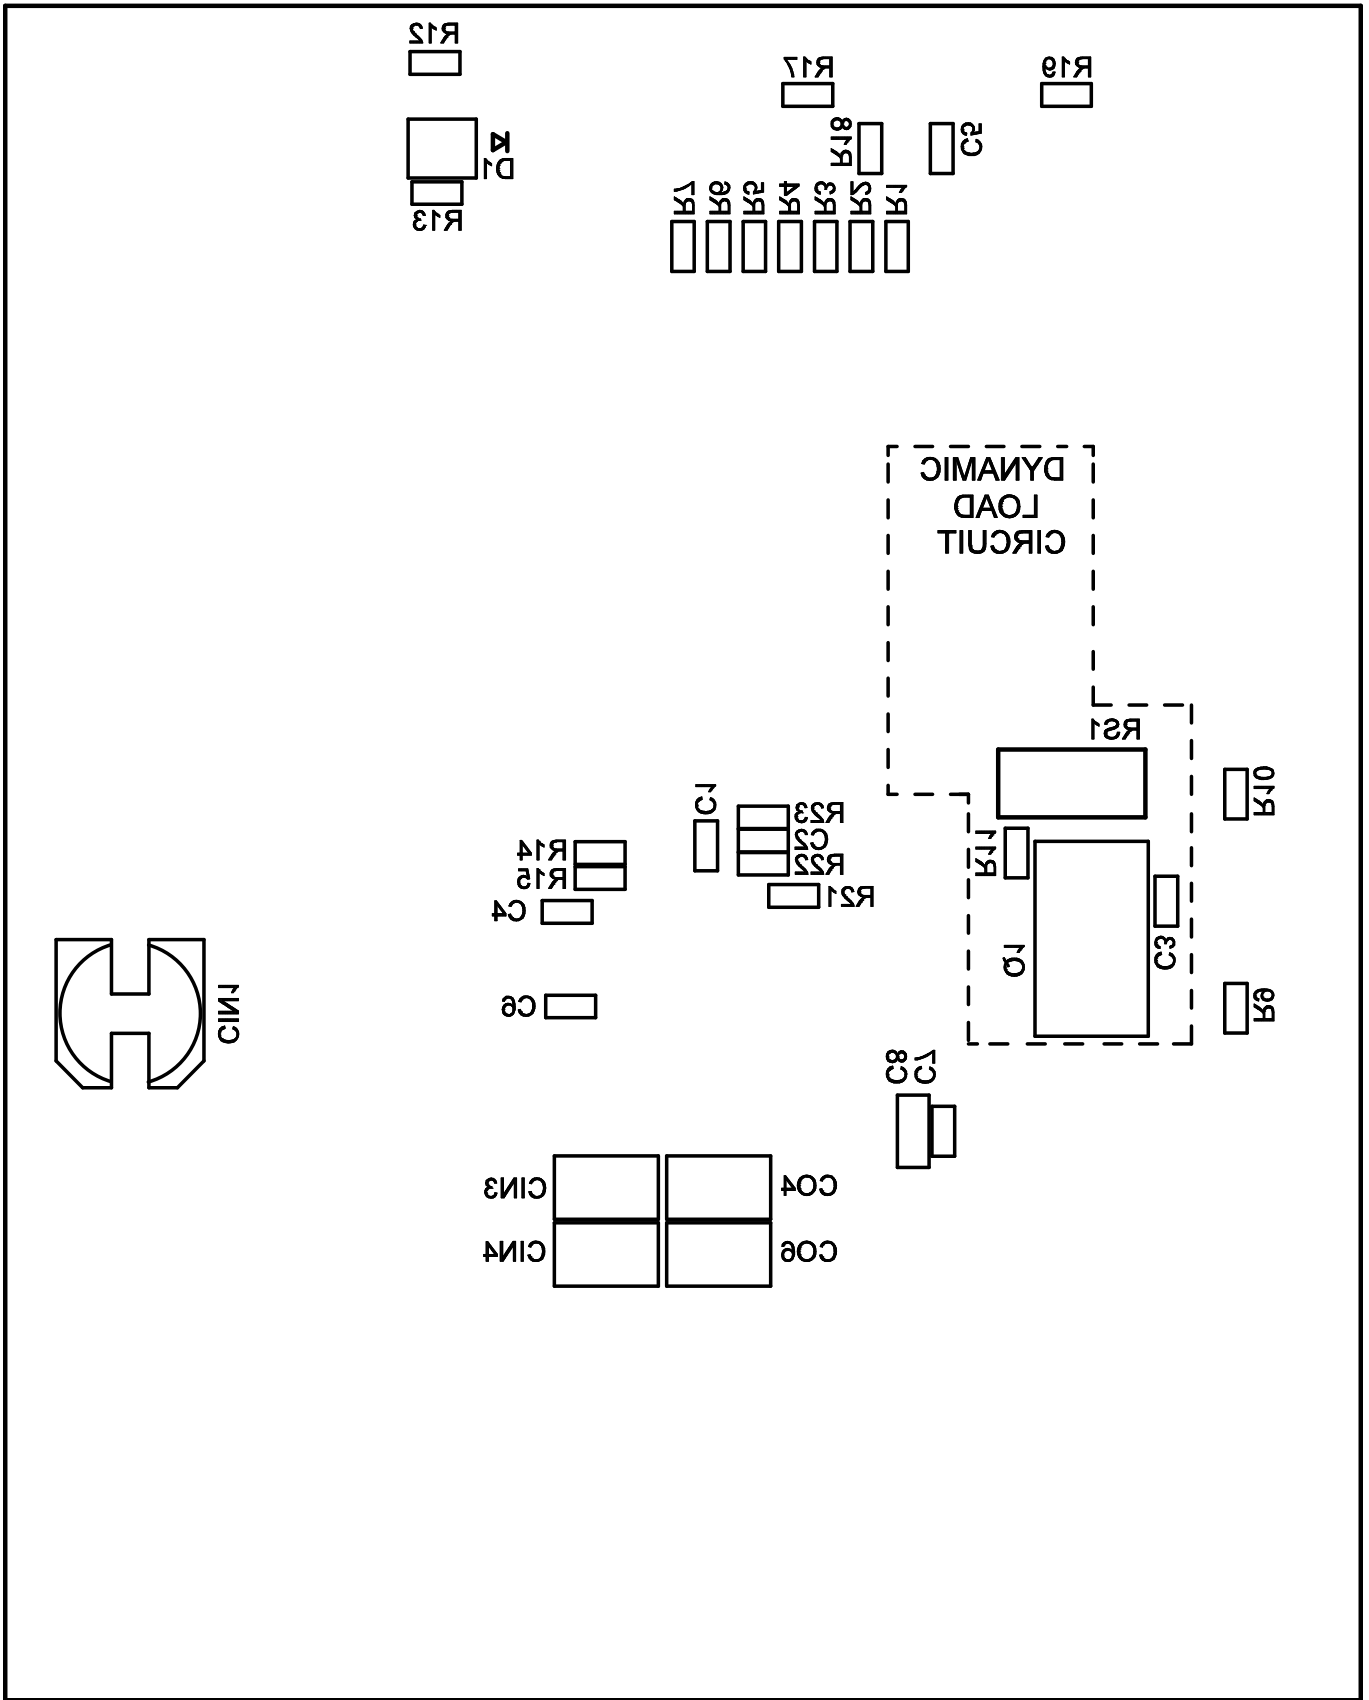 R12
R17
R19
R18
C5
D1
R13
R7
R6
R5
R4
R3
R2
R1
DYNAMIC
LOAD
CIRCUIT
RS1
R10
C1
R23
C2
R22
R21
R14
R15
C4
R11
Q1
C3
R9
CIN1
C6
C8
C7
CIN3
CO4
CIN4
CO6